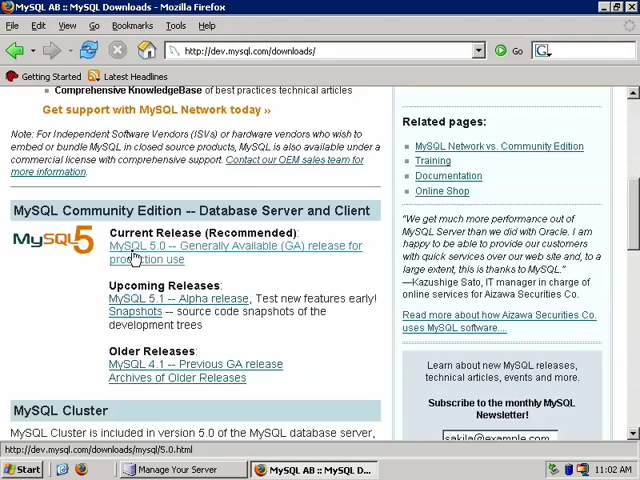 MySQL AB :: MySQL Downloads - Mozilla Firefox
File Edit View Go Bookmarks Tools Help
http://dev.mysql.com/downloads/
Go
G
Getting Started Latest Headlines
Comprehensive KnowledgeBase of best practices technical articles
Get support with MySQL Network today »
Note: For Independent Software Vendors (ISVs) or hardware vendors who wish to
embed or bundle MySQL in closed source products, MySQL is also available under a
commercial license with comprehensive support. Contact our OEM sales team for
more information.
MySQL Community Edition -- Database Server and Client
MySQL 5
Current Release (Recommended):
MySQL 5.0 -- Generally Available (GA) release for
production use
Upcoming Releases:
MySQL 5.1 -- Alpha release, Test new features early!
Snapshots -- source code snapshots of the
development trees
Older Releases:
MySQL 4.1 -- Previous GA release
Archives of Older Releases
MySQL Cluster
MySQL Cluster is included in version 5.0 of the MySQL database server,
Related pages:
MySQL Network vs. Community Edition
Training
Documentation
Online Shop
"We get much more performance out of
MySQL Server than we did with Oracle. I am
happy to be able to provide our customers
with quick services over our web site and, to a
large extent, this is thanks to MySQL."
—Kazushige Sato, IT manager in charge of
online services for Aizawa Securities Co.
Read more about how Aizawa Securities Co.
uses MySQL software....
Learn about new MySQL releases,
technical articles, events and more.
Subscribe to the monthly MySQL
Newsletter!
sakila@example.com
http://dev.mysql.com/downloads/mysql/5.0.html
Start
Manage Your Server
MySQL AB :: MySQL D...
11:02 AM